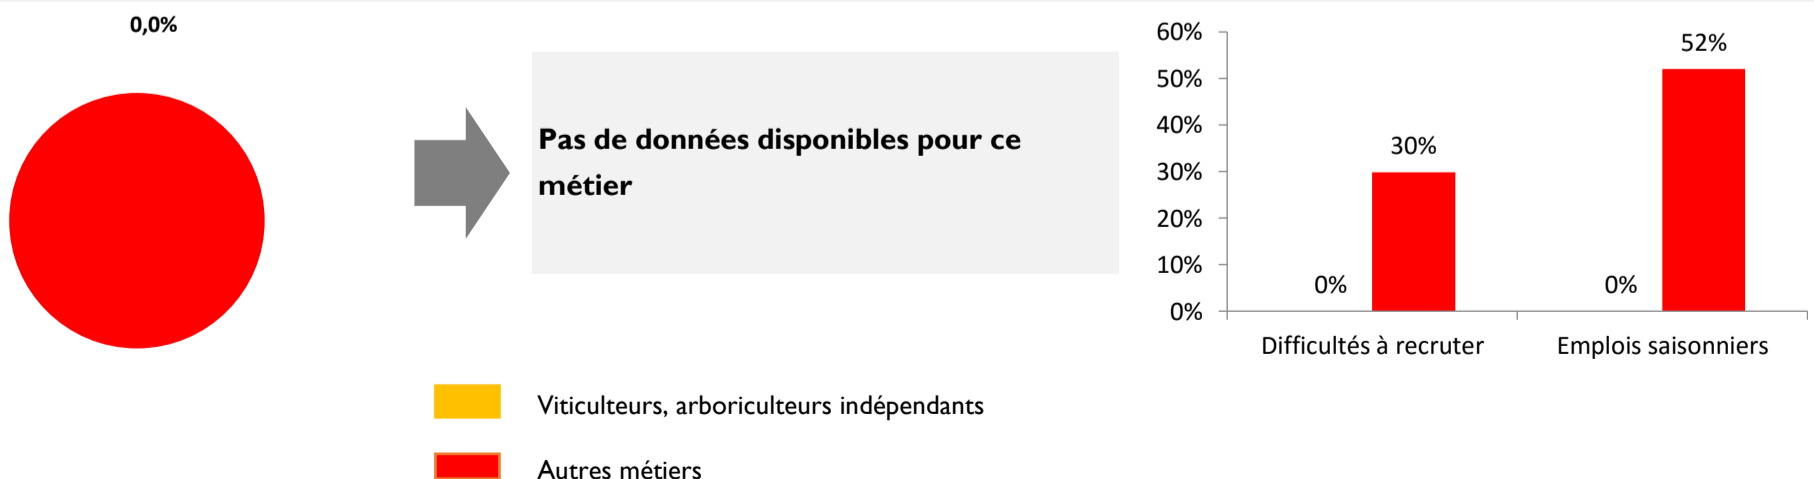 0,0%
Pas de données disponibles pour ce
métier
Viticulteurs, arboriculteurs indépendants
Autres métiers
60%
50%
40%
30%
20%
10%
0%
0%
30%
0%
52%
Difficultés à recruter
Emplois saisonniers